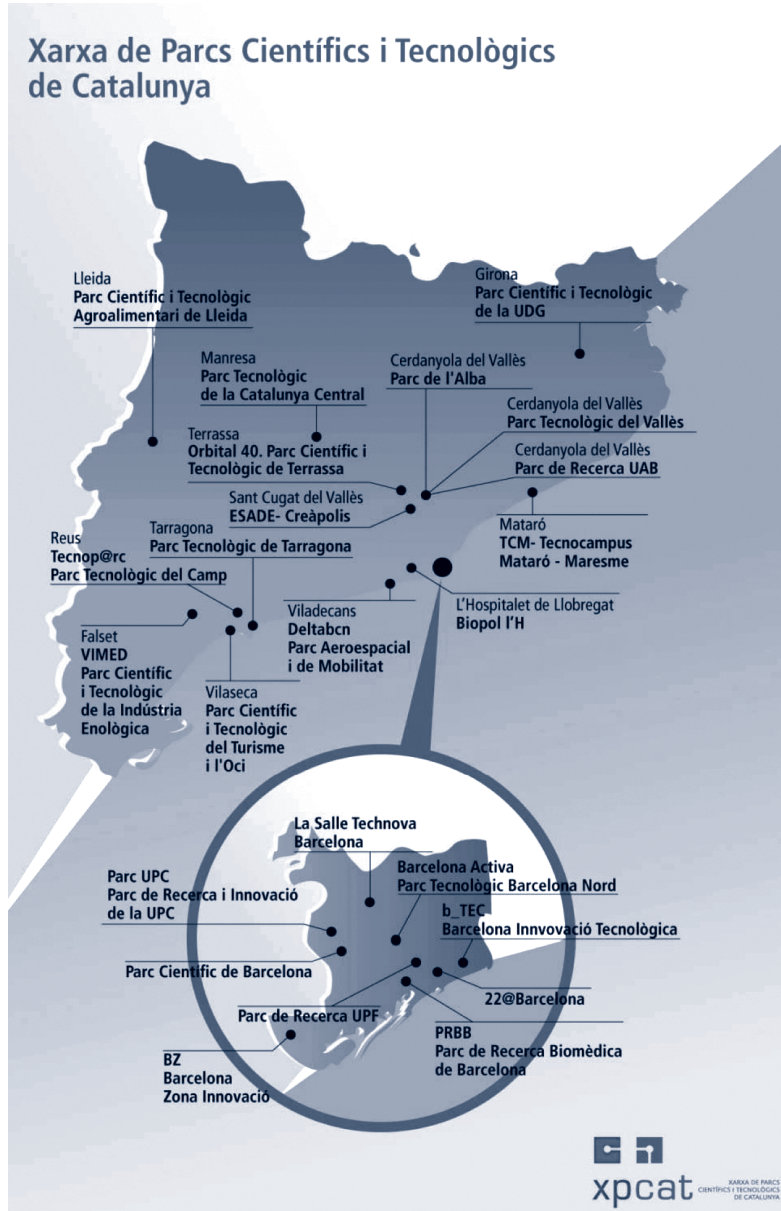 Xarxa de Parcs Científics i Tecnològics
de Catalunya
Lleida
Parc Científic i Tecnològic
Agroalimentari de Lleida
Girona
Parc Científic i Tecnològic
de la UDG
Manresa
Parc Tecnològic
de la Catalunya Central
Cerdanyola del Vallès
Parc de l'Alba
Cerdanyola del Vallès
Parc Tecnològic del Vallès
Terrassa
Orbital 40. Parc Científic i
Tecnològic de Terrassa
Cerdanyola del Vallès
Parc de Recerca UAB
Sant Cugat del Vallès
ESADE- Creàpolis
Mataró
TCM- Tecnocampus
Mataró - Maresme
Reus
Tecnop@rc
Parc Tecnològic del Camp
Tarragona
Parc Tecnològic de Tarragona
Falset
VIMED
Parc Científic
i Tecnològic
de la Indústria
Enològica
Vilaseca
Parc Científic
i Tecnològic
del Turisme
i l'Oci
Viladecans
Deltabcn
Parc Aeroespacial
i de Mobilitat
L'Hospitalet de Llobregat
Biopol l'H
La Salle Technova
Barcelona
Parc UPC
Parc de Recerca i Innovació
de la UPC
Barcelona Activa
Parc Tecnològic Barcelona Nord
b_TEC
Barcelona Innvovació Tecnològica
Parc Científic de Barcelona
22@Barcelona
Parc de Recerca UPF
PRBB
Parc de Recerca Biomèdica
de Barcelona
BZ
Barcelona
Zona Innovació
xpcat
XARXA DE PARCS
CIENTÍFICS I TECNOLÒGICS
DE CATALUNYA